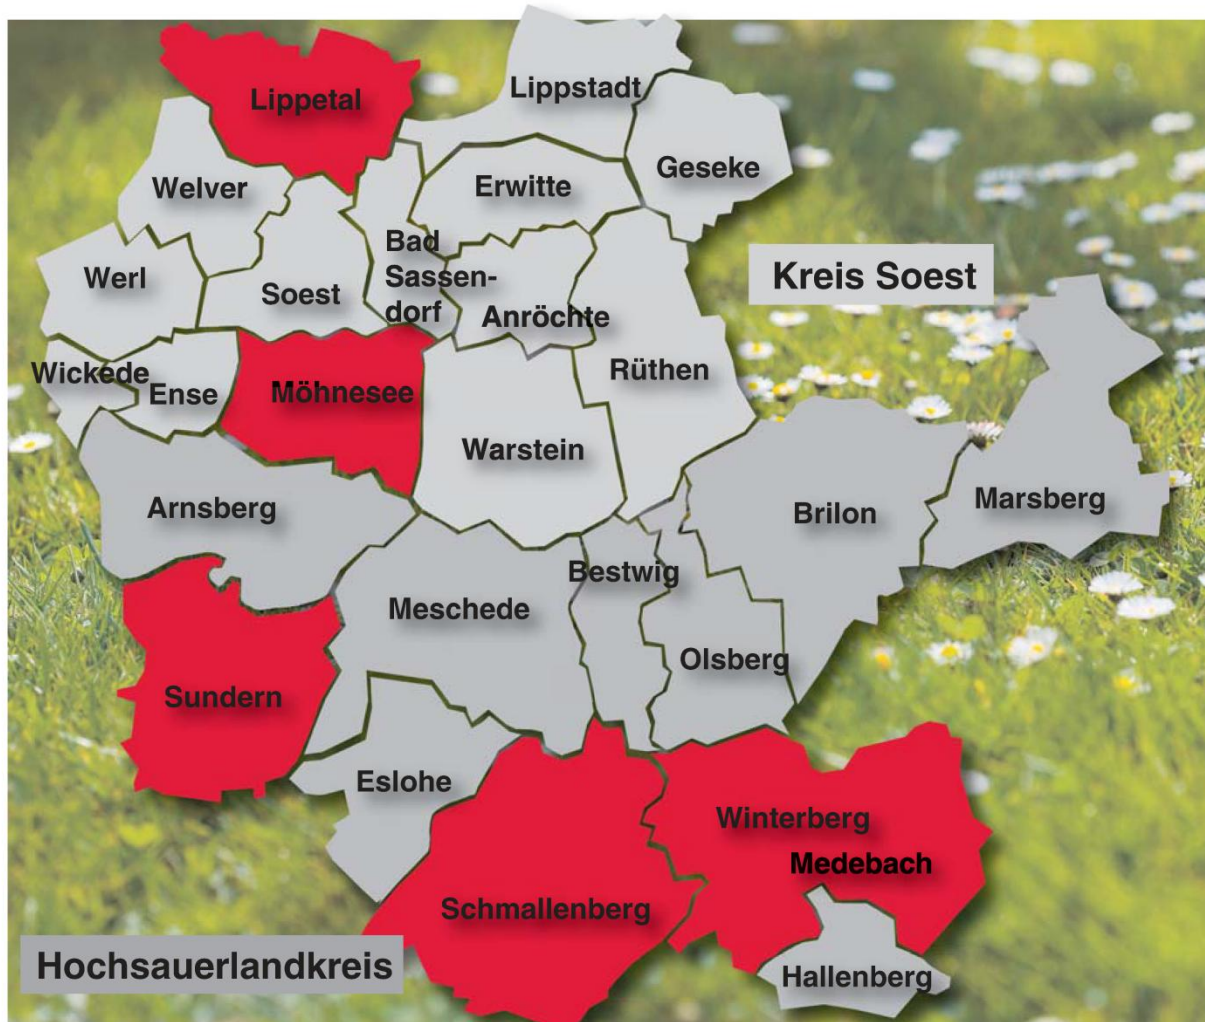 Lippetal
Lippstadt
Geseke
Welver
Erwitte
Bad
Sassen-
dorf
Werl
Soest
Anröchte
Kreis Soest
Wickede
Ense
Möhnesee
Rüthen
Warstein
Arnsberg
Brilon
Marsberg
Bestwig
Meschede
Olsberg
Sundern
Eslohe
Winterberg
Medebach
Schmallenberg
Hochsauerlandkreis
Hallenberg